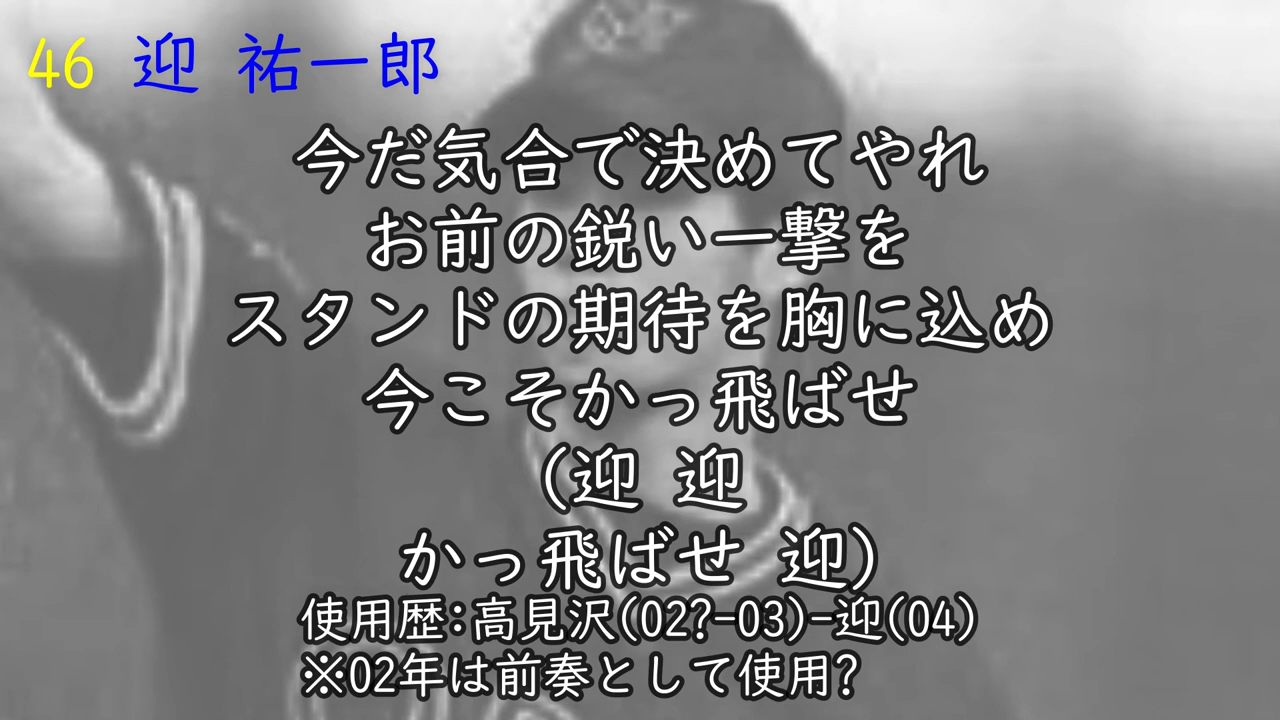 46 迎 祐一郎
今だ気合で決めてやれ
お前の鋭い一撃を
スタンドの期待を胸に込め
今こそかっ飛ばせ
(迎 迎
かっ飛ばせ 迎)
使用歴:高見沢(02?-03)-迎(04)
※02年は前奏として使用?